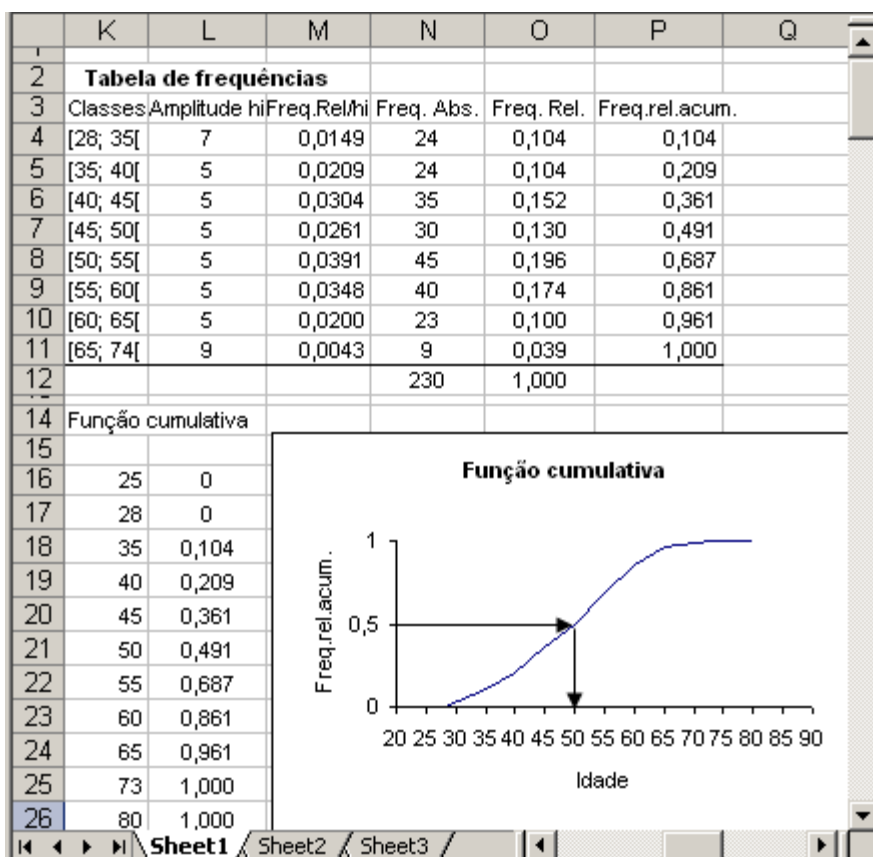 K L M N O P Q
1
2 Tabela de frequências
3 Classes Amplitude hi Freq.Rel/hi Freq. Abs. Freq. Rel. Freq.rel.acum.
4 [28; 35[ 7 0,0149 24 0,104 0,104
5 [35; 40[ 5 0,0209 24 0,104 0,209
6 [40; 45[ 5 0,0304 35 0,152 0,361
7 [45; 50[ 5 0,0261 30 0,130 0,491
8 [50; 55[ 5 0,0391 45 0,196 0,687
9 [55; 60[ 5 0,0348 40 0,174 0,861
10 [60; 65[ 5 0,0200 23 0,100 0,961
11 [65; 74[ 9 0,0043 9 0,039 1,000
12 230 1,000
14 Função cumulativa
15
16 25 0
17 28 0
18 35 0,104
19 40 0,209
20 45 0,361
21 50 0,491
22 55 0,687
23 60 0,861
24 65 0,961
25 73 1,000
26 80 1,000
Função cumulativa
Freq.rel.acum.
1
0,5
0
20 25 30 35 40 45 50 55 60 65 70 75 80 85 90
Idade
Sheet1 Sheet2 Sheet3